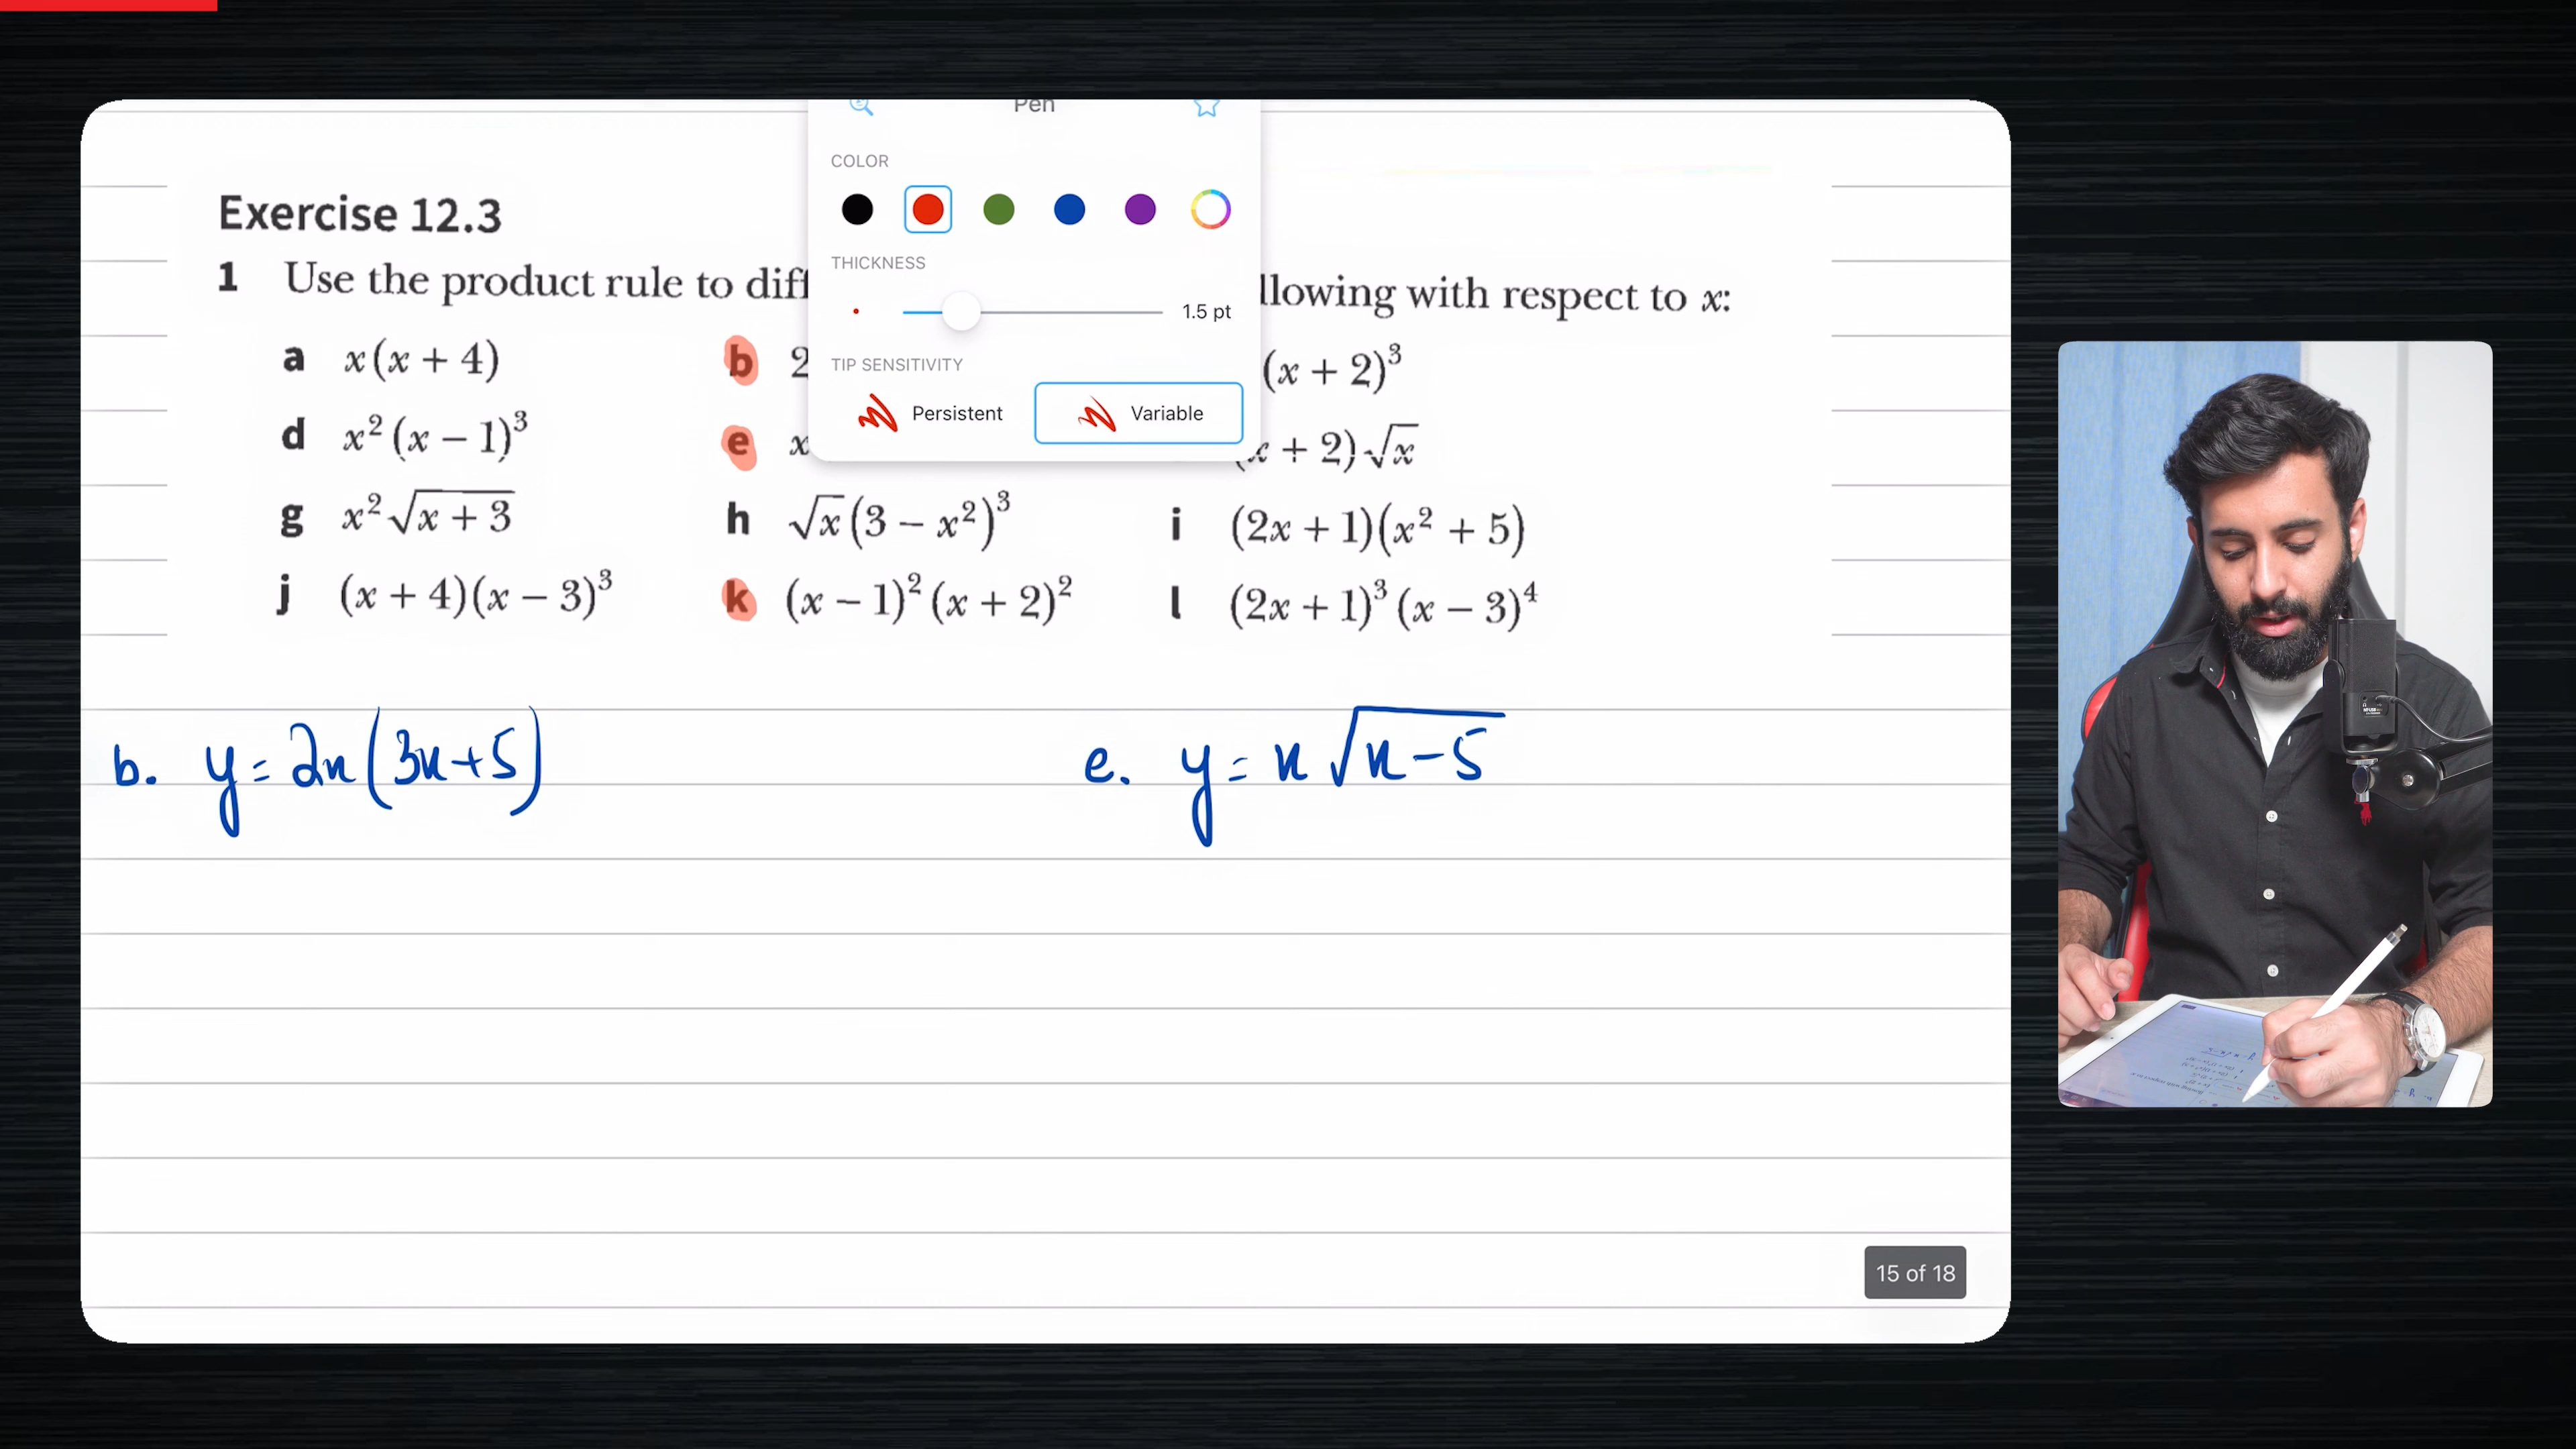 Pen
COLOR
Exercise 12.3
THICKNESS
1 Use the product rule to diff llowing with respect to x:
1.5 pt
a x(x + 4) b 2 (x + 2)³
TIP SENSITIVITY
Persistent Variable
d x²(x − 1)³ e x + 2)√x
g x²√(x + 3) h √x(3 − x²)³ i (2x + 1)(x² + 5)
j (x + 4)(x − 3)³ k (x − 1)²(x + 2)² l (2x + 1)³(x − 3)⁴
b. y = 2x(3x+5) e. y = x√(x−5)
15 of 18